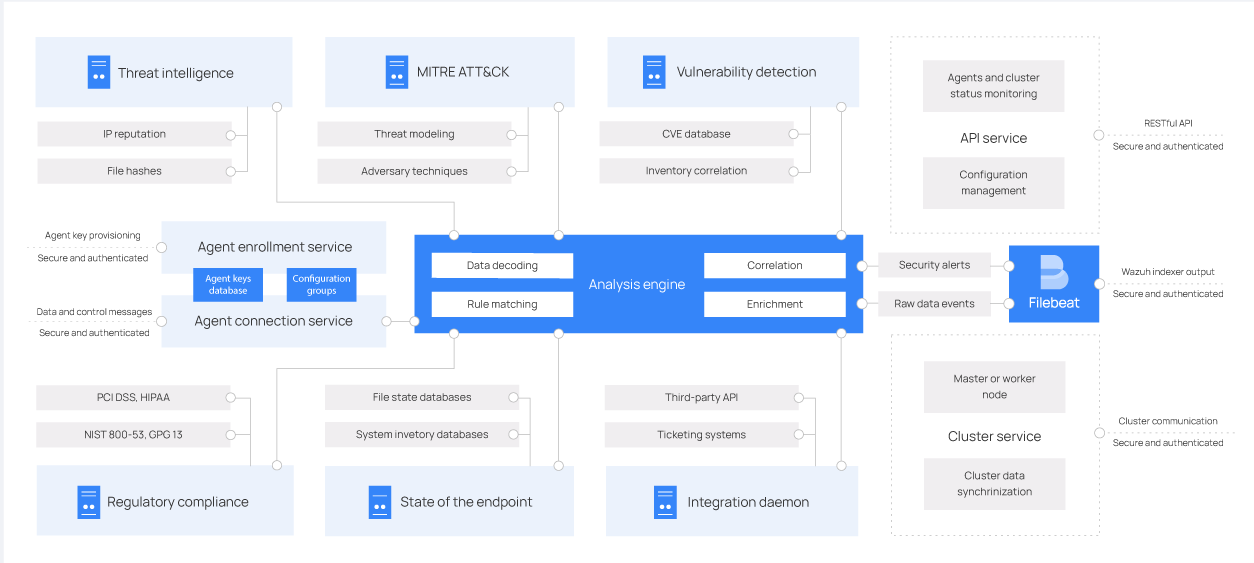 Threat intelligence
IP reputation
File hashes
MITRE ATT&CK
Threat modeling
Adversary techniques
Vulnerability detection
CVE database
Inventory correlation
Agents and cluster
status monitoring
API service
Configuration
management
RESTful API
Secure and authenticated
Agent key provisioning
Secure and authenticated
Agent enrollment service
Agent keys
database
Configuration
groups
Data and control messages
Secure and authenticated
Agent connection service
Data decoding
Rule matching
Analysis engine
Correlation
Enrichment
Security alerts
Raw data events
Filebeat
Wazuh indexer output
Secure and authenticated
PCI DSS, HIPAA
NIST 800-53, GPG 13
Regulatory compliance
File state databases
System invetory databases
State of the endpoint
Third-party API
Ticketing systems
Integration daemon
Master or worker
node
Cluster service
Cluster data
synchrinization
Cluster communication
Secure and authenticated